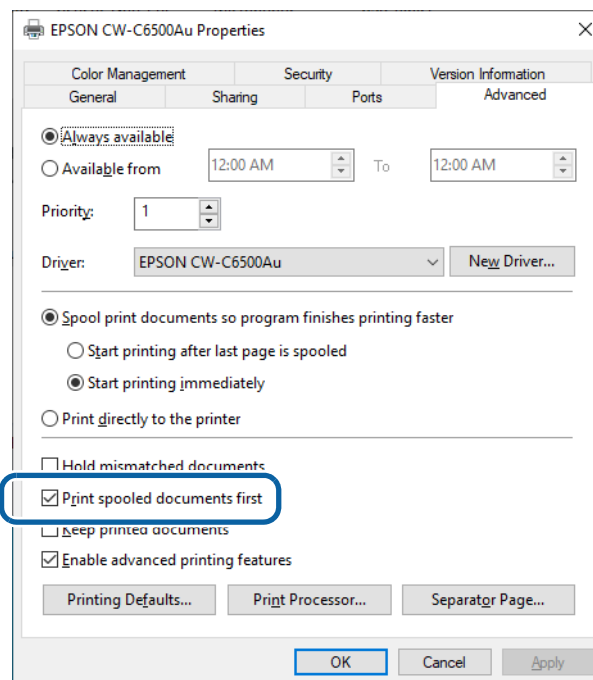 EPSON CW-C6500Au Properties
Color Management Security Version Information
General Sharing Ports Advanced
Always available
Available from 12:00 AM To 12:00 AM
Priority: 1
Driver: EPSON CW-C6500Au New Driver...
Spool print documents so program finishes printing faster
Start printing after last page is spooled
Start printing immediately
Print directly to the printer
Hold mismatched documents
Print spooled documents first
Keep printed documents
Enable advanced printing features
Printing Defaults... Print Processor... Separator Page...
OK Cancel Apply